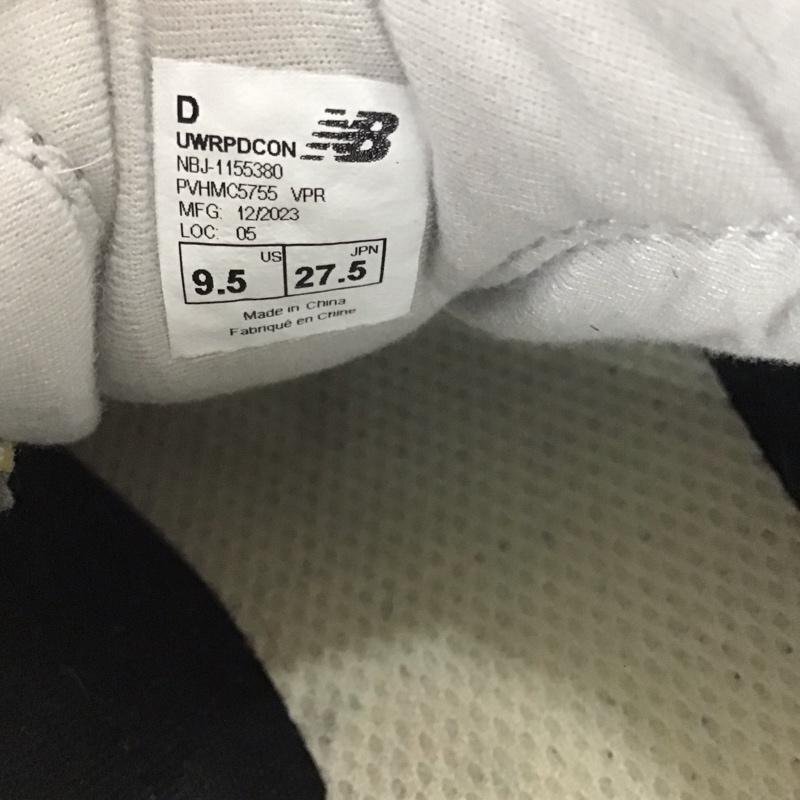 D
UWRPDCON
NBJ-1155380
PVHMC5755 VPR
MFG: 12/2023
LOC: 05
US 9.5 JPN 27.5
Made in China
Fabriqué en Chine